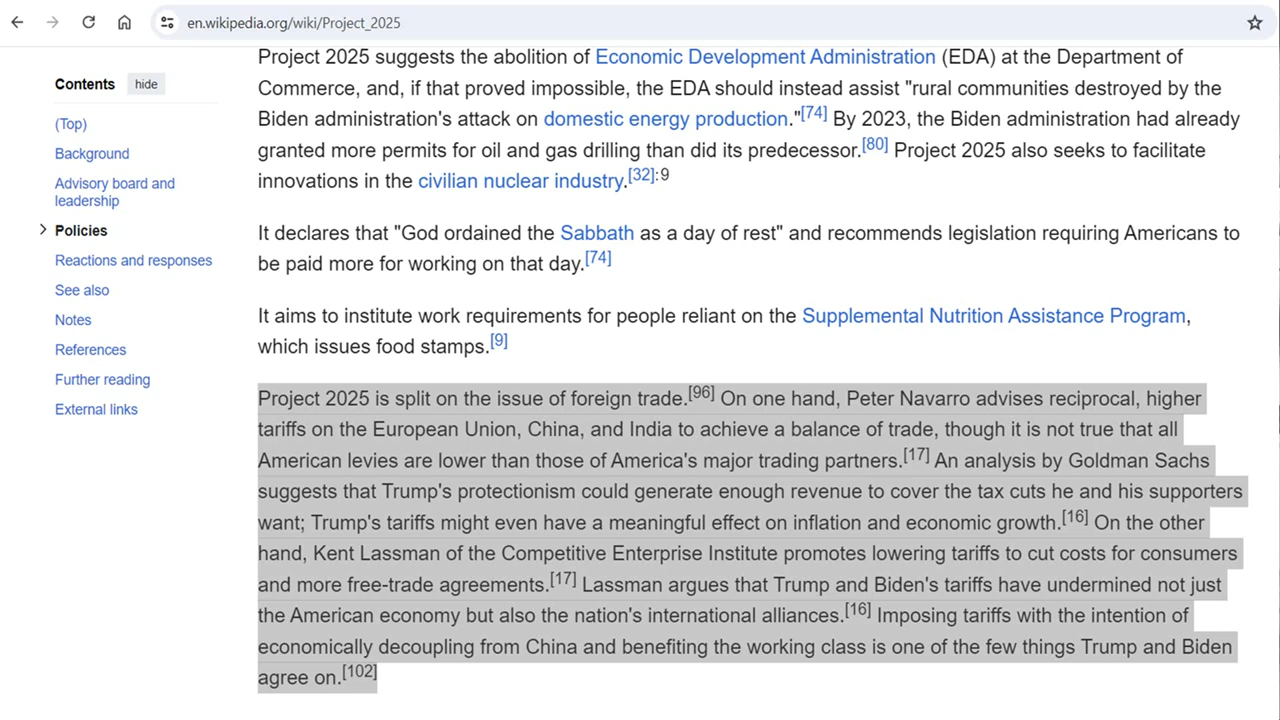 en.wikipedia.org/wiki/Project_2025
Contents hide
(Top)
Background
Advisory board and
leadership
Policies
Reactions and responses
See also
Notes
References
Further reading
External links
Project 2025 suggests the abolition of Economic Development Administration (EDA) at the Department of
Commerce, and, if that proved impossible, the EDA should instead assist "rural communities destroyed by the
Biden administration's attack on domestic energy production."[74] By 2023, the Biden administration had already
granted more permits for oil and gas drilling than did its predecessor.[80] Project 2025 also seeks to facilitate
innovations in the civilian nuclear industry.[32]:9
It declares that "God ordained the Sabbath as a day of rest" and recommends legislation requiring Americans to
be paid more for working on that day.[74]
It aims to institute work requirements for people reliant on the Supplemental Nutrition Assistance Program,
which issues food stamps.[9]
Project 2025 is split on the issue of foreign trade.[96] On one hand, Peter Navarro advises reciprocal, higher
tariffs on the European Union, China, and India to achieve a balance of trade, though it is not true that all
American levies are lower than those of America's major trading partners.[17] An analysis by Goldman Sachs
suggests that Trump's protectionism could generate enough revenue to cover the tax cuts he and his supporters
want; Trump's tariffs might even have a meaningful effect on inflation and economic growth.[16] On the other
hand, Kent Lassman of the Competitive Enterprise Institute promotes lowering tariffs to cut costs for consumers
and more free-trade agreements.[17] Lassman argues that Trump and Biden's tariffs have undermined not just
the American economy but also the nation's international alliances.[16] Imposing tariffs with the intention of
economically decoupling from China and benefiting the working class is one of the few things Trump and Biden
agree on.[102]